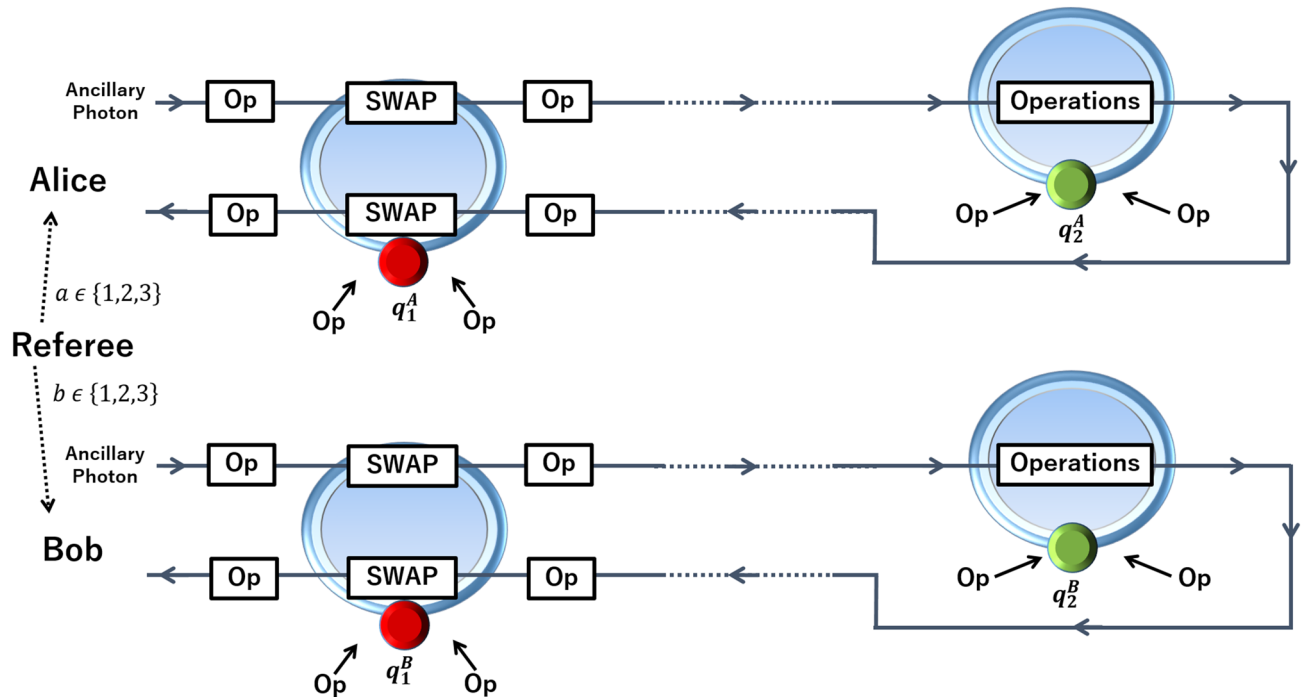 Ancillary
Photon
Op
SWAP
Op
Operations
Alice
Op
SWAP
Op
Op
Op
q_2^A
a ϵ {1,2,3}
Op
q_1^A
Op
Referee
b ϵ {1,2,3}
Ancillary
Photon
Op
SWAP
Op
Operations
Bob
Op
SWAP
Op
Op
Op
q_2^B
Op
q_1^B
Op